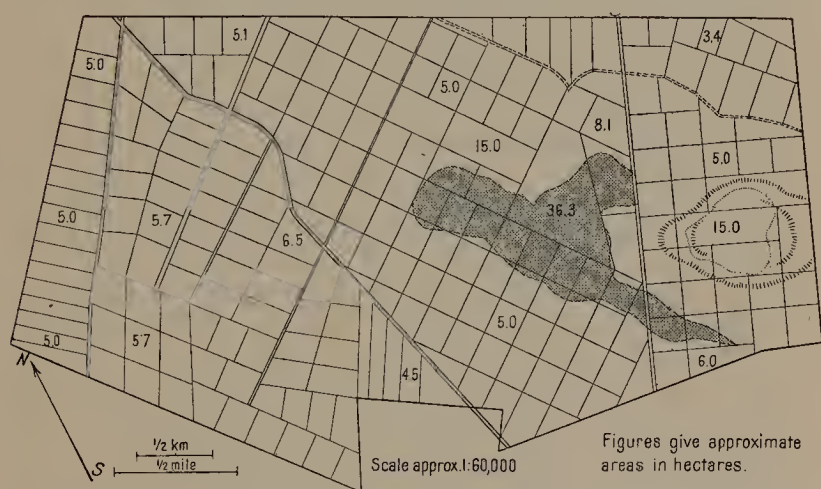 5.1
3.4
5.0
5.0
8.1
15.0
5.0
5.0
5.7
36.3
15.0
6.5
5.0
5.0
5.7
4.5
6.0
N
S
1/2 km
1/2 mile
Scale approx.1:60,000
Figures give approximate
areas in hectares.